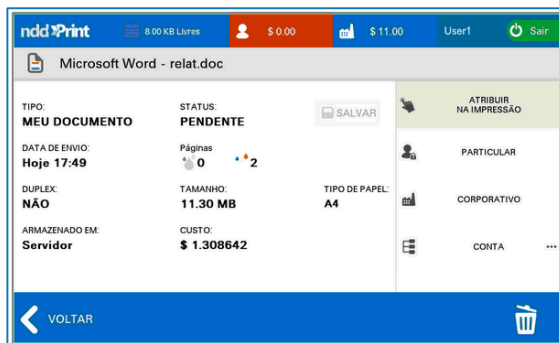 ndd Print 8.00 KB Livres $ 0.00 $ 11.00 User1 Sair
Microsoft Word - relat.doc
TIPO: STATUS: SALVAR
MEU DOCUMENTO PENDENTE
ATRIBUIR
NA IMPRESSÃO
DATA DE ENVIO: Páginas
Hoje 17:49 0 2
PARTICULAR
DUPLEX: TAMANHO: TIPO DE PAPEL:
NÃO 11.30 MB A4
CORPORATIVO
ARMAZENADO EM: CUSTO:
Servidor $ 1.308642
CONTA ...
VOLTAR